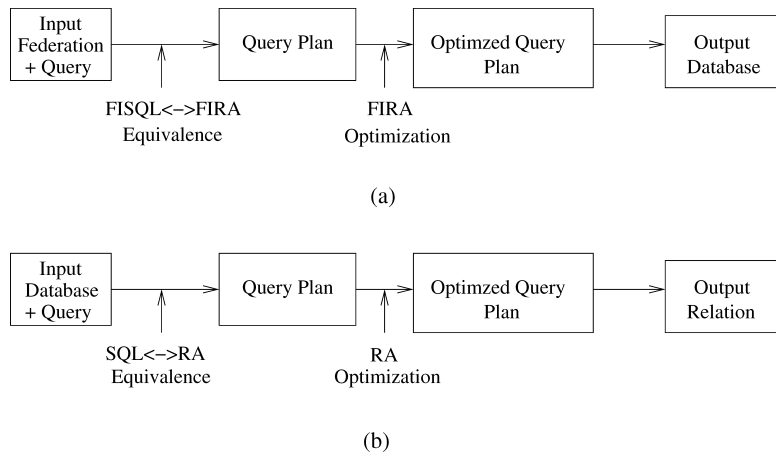 Input
Federation
+ Query
Query Plan
Optimzed Query
Plan
Output
Database
FISQL<->FIRA
Equivalence
FIRA
Optimization
(a)
Input
Database
+ Query
Query Plan
Optimzed Query
Plan
Output
Relation
SQL<->RA
Equivalence
RA
Optimization
(b)